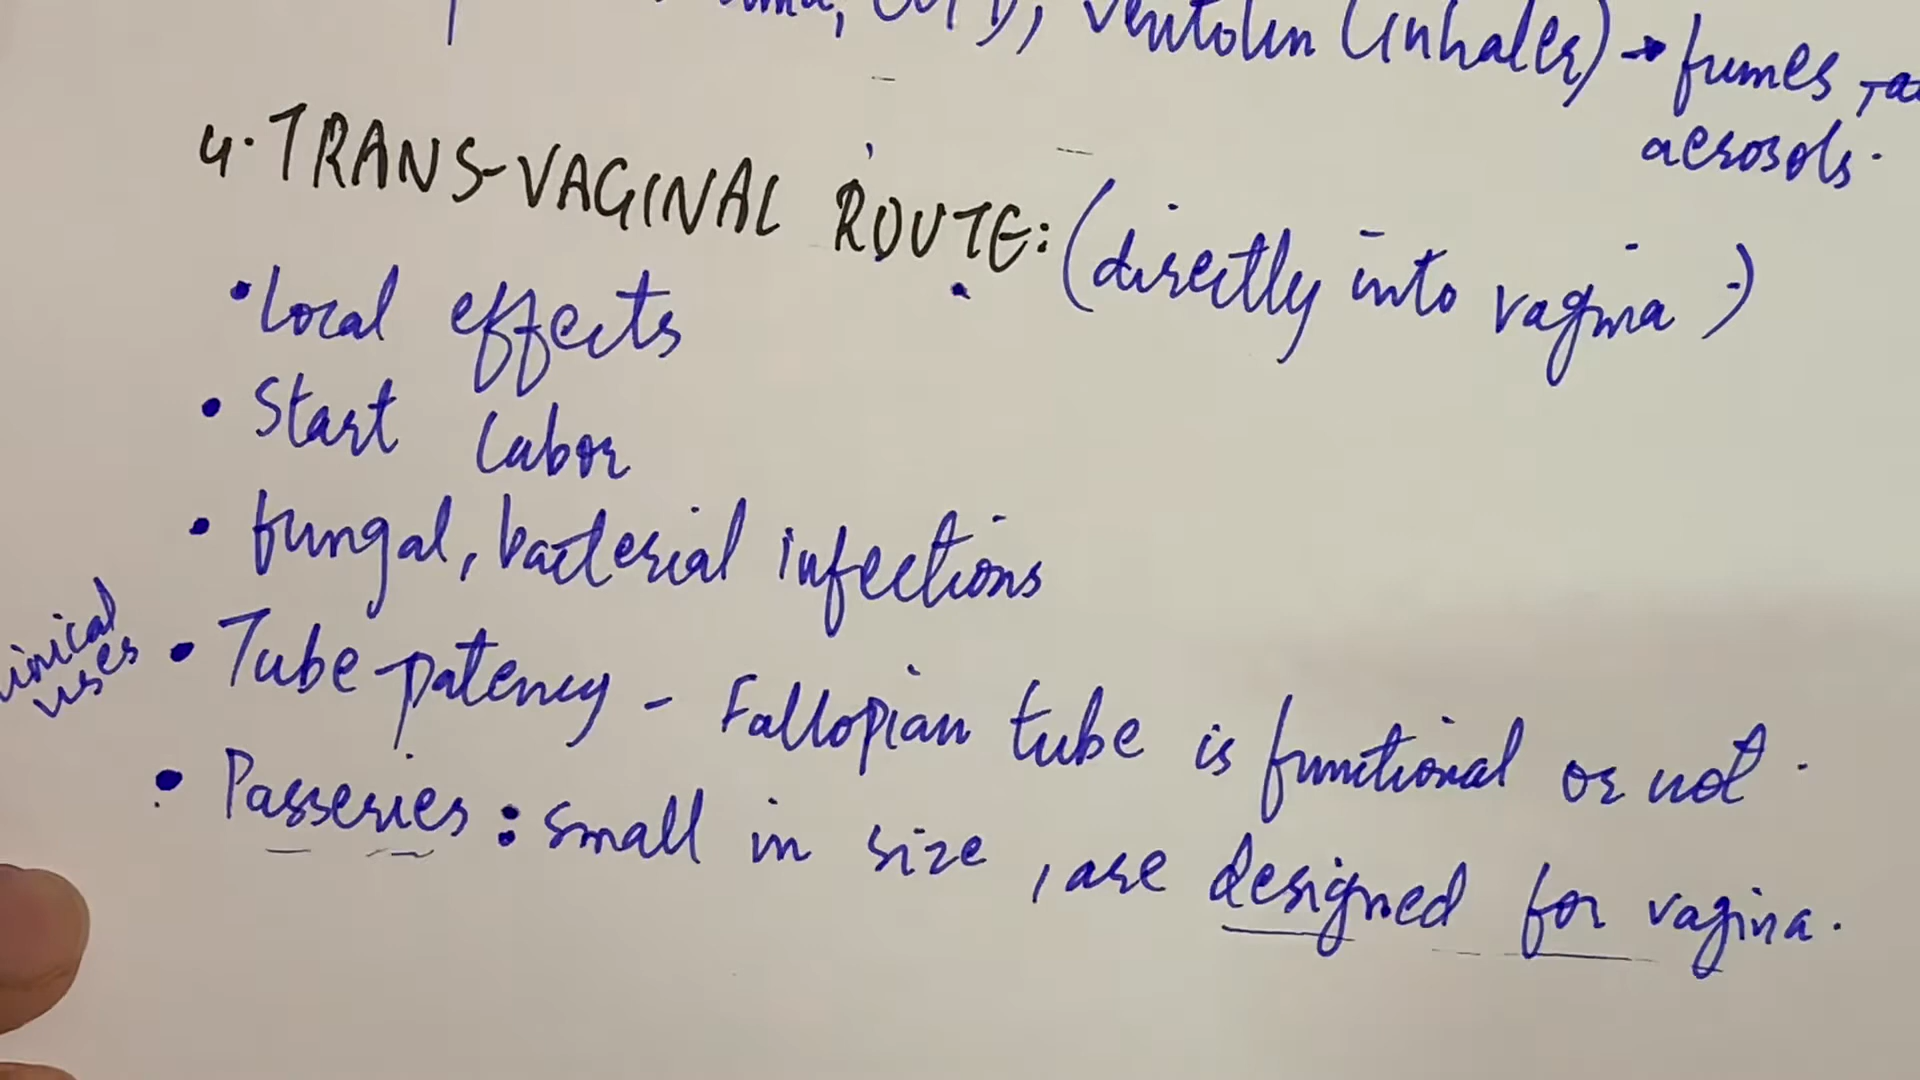 Ventolin (inhaler) → fumes,
aerosols.
4. TRANS-VAGINAL ROUTE: (directly into vagina.)
• Local effects
• Start labor
• fungal, bacterial infections
• Tube patency - Fallopian tube is functional or not.
uses
• Passeries : small in size, are designed for vagina.